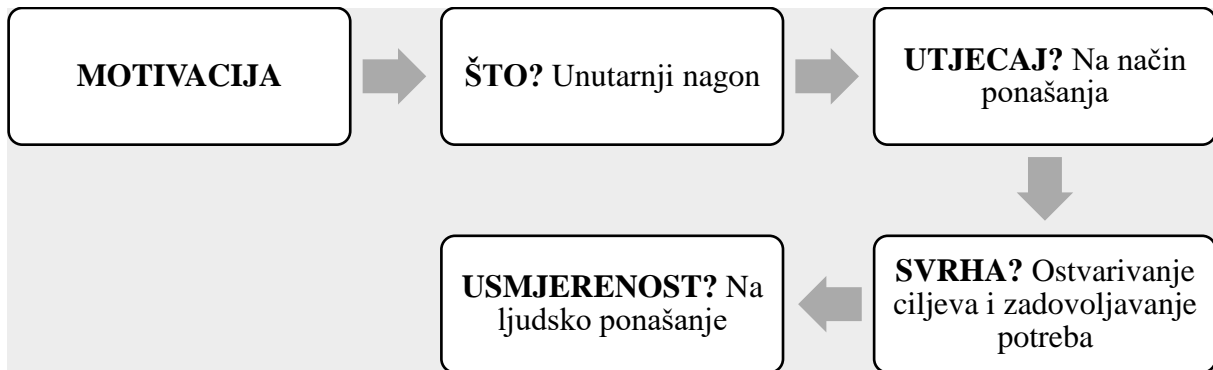 MOTIVACIJA
ŠTO? Unutarnji nagon
UTJECAJ? Na način
ponašanja
SVRHA? Ostvarivanje
ciljeva i zadovoljavanje
potreba
USMJERENOST? Na
ljudsko ponašanje